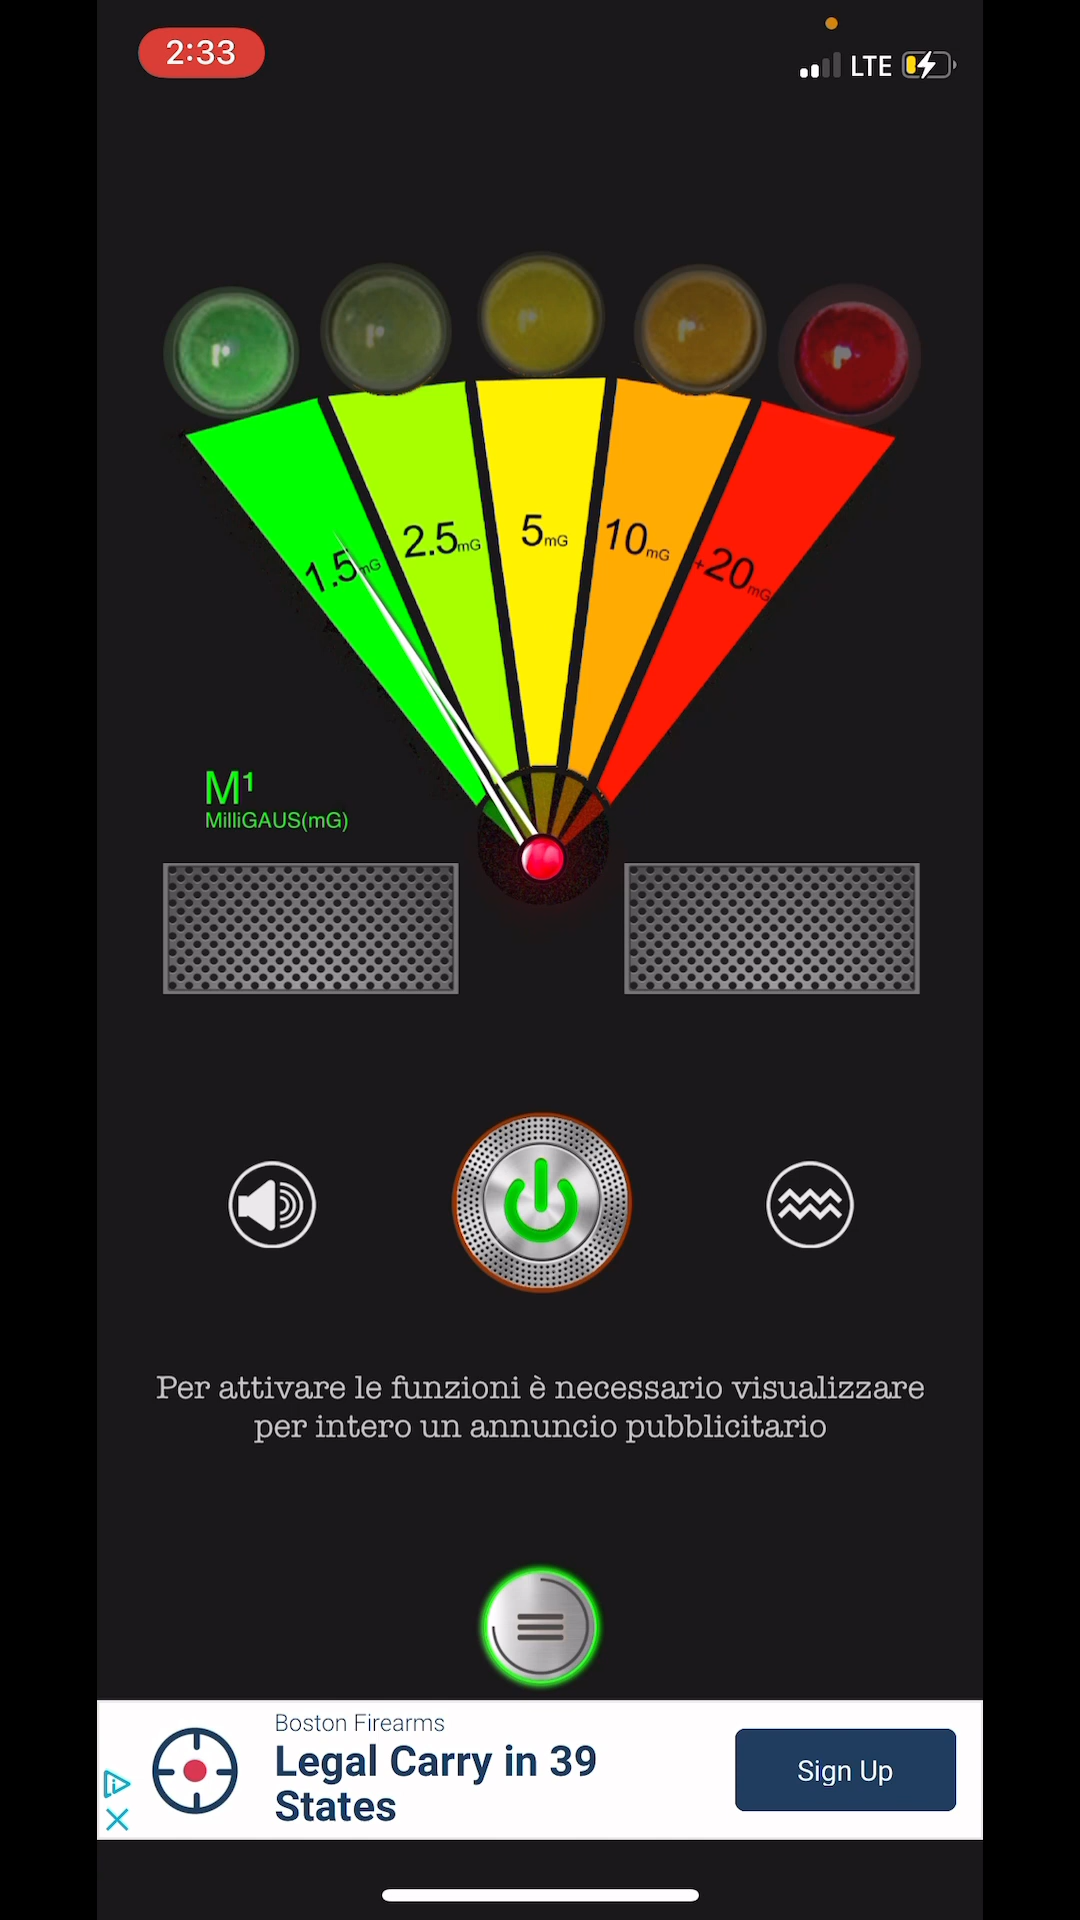 2:33
LTE
1.5mG
2.5mG
5mG
10mG
+20mG
M¹
MilliGAUS(mG)
Per attivare le funzioni è necessario visualizzare
per intero un annuncio pubblicitario
Boston Firearms
Legal Carry in 39
States
Sign Up